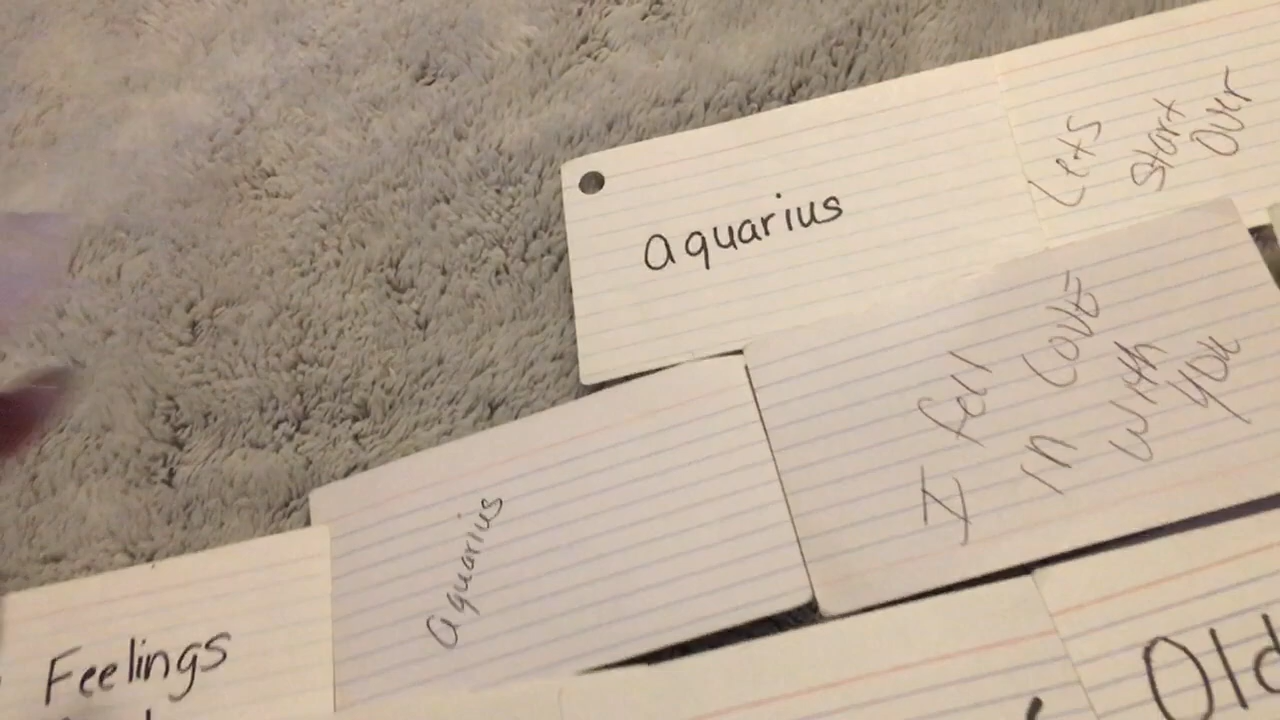 aquarius
Lets
Start
Over
I fell
in LOVE
with
you
aquarius
Feelings
Old